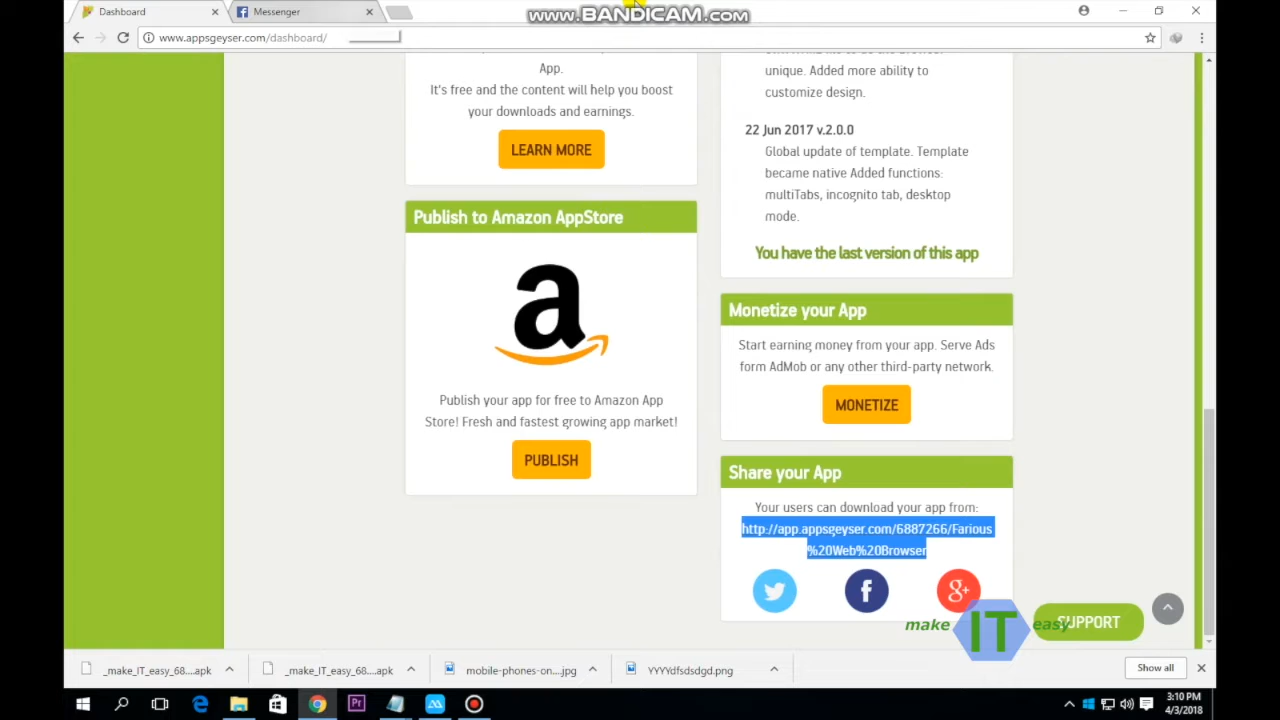 Dashboard
Messenger
www.BANDICAM.com
www.appsgeyser.com/dashboard/
App.
It's free and the content will help you boost
your downloads and earnings.
LEARN MORE
Publish to Amazon AppStore
a
Publish your app for free to Amazon App
Store! Fresh and fastest growing app market!
PUBLISH
unique. Added more ability to
customize design.
22 Jun 2017 v.2.0.0
Global update of template. Template
became native Added functions:
multiTabs, incognito tab, desktop
mode.
You have the last version of this app
Monetize your App
Start earning money from your app. Serve Ads
form AdMob or any other third-party network.
MONETIZE
Share your App
Your users can download your app from:
http://app.appsgeyser.com/6887266/Farious
%20Web%20Browser
f
g+
make IT easy
SUPPORT
_make_IT_easy_68....apk
_make_IT_easy_68....apk
mobile-phones-on....jpg
YYYYdfsdsdgd.png
Show all
Pr
3:10 PM
4/3/2018